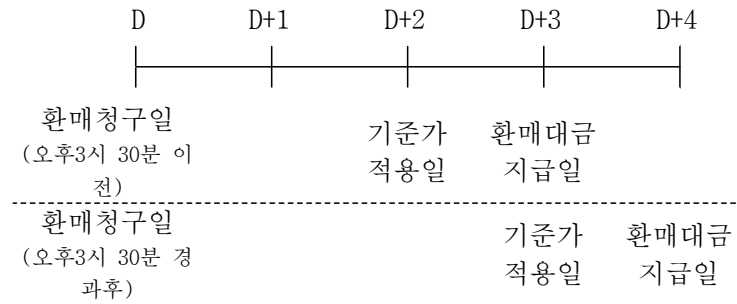 D D+1 D+2 D+3 D+4
환매청구일
(오후3시 30분 이
전)
기준가
적용일
환매대금
지급일
환매청구일
(오후3시 30분 경
과후)
기준가
적용일
환매대금
지급일